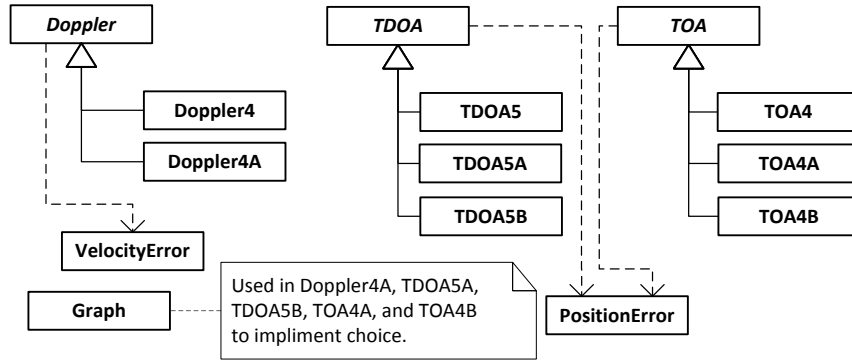 Doppler
TDOA
TOA
Doppler4
TDOA5
TOA4
Doppler4A
TDOA5A
TOA4A
TDOA5B
TOA4B
VelocityError
Used in Doppler4A, TDOA5A,
TDOA5B, TOA4A, and TOA4B
to impliment choice.
Graph
PositionError